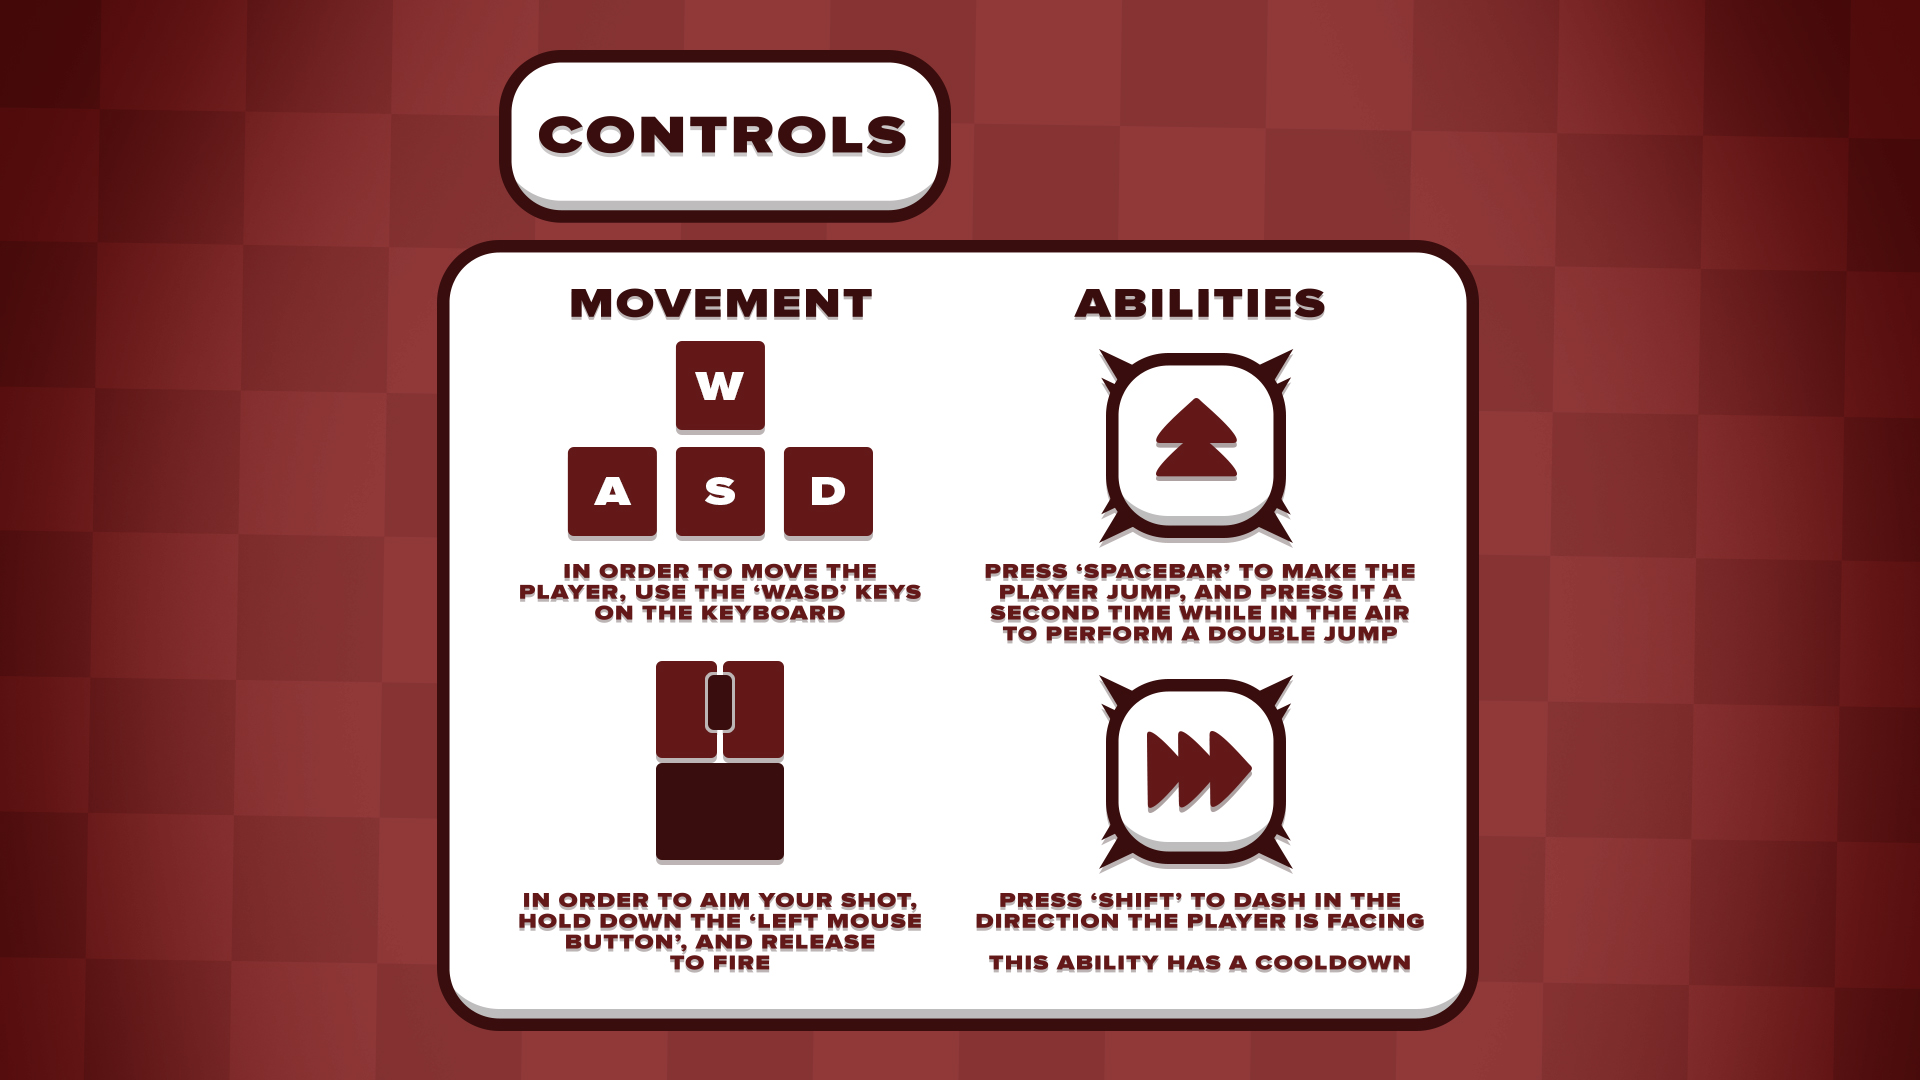 CONTROLS
MOVEMENT
W
A S D
IN ORDER TO MOVE THE
PLAYER, USE THE ‘WASD’ KEYS
ON THE KEYBOARD
IN ORDER TO AIM YOUR SHOT,
HOLD DOWN THE ‘LEFT MOUSE
BUTTON’, AND RELEASE
TO FIRE
ABILITIES
PRESS ‘SPACEBAR’ TO MAKE THE
PLAYER JUMP, AND PRESS IT A
SECOND TIME WHILE IN THE AIR
TO PERFORM A DOUBLE JUMP
PRESS ‘SHIFT’ TO DASH IN THE
DIRECTION THE PLAYER IS FACING
THIS ABILITY HAS A COOLDOWN